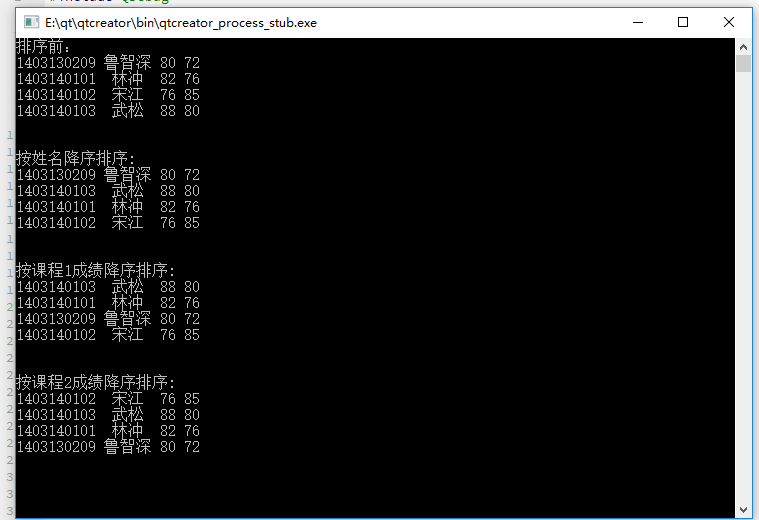 #include QDebug
E:\qt\qtcreator\bin\qtcreator_process_stub.exe
排序前:
1403130209 鲁智深 80 72
1403140101 林冲 82 76
1403140102 宋江 76 85
1403140103 武松 88 80
按姓名降序排序:
1403130209 鲁智深 80 72
1403140103 武松 88 80
1403140101 林冲 82 76
1403140102 宋江 76 85
按课程1成绩降序排序:
1403140103 武松 88 80
1403140101 林冲 82 76
1403130209 鲁智深 80 72
1403140102 宋江 76 85
按课程2成绩降序排序:
1403140102 宋江 76 85
1403140103 武松 88 80
1403140101 林冲 82 76
1403130209 鲁智深 80 72